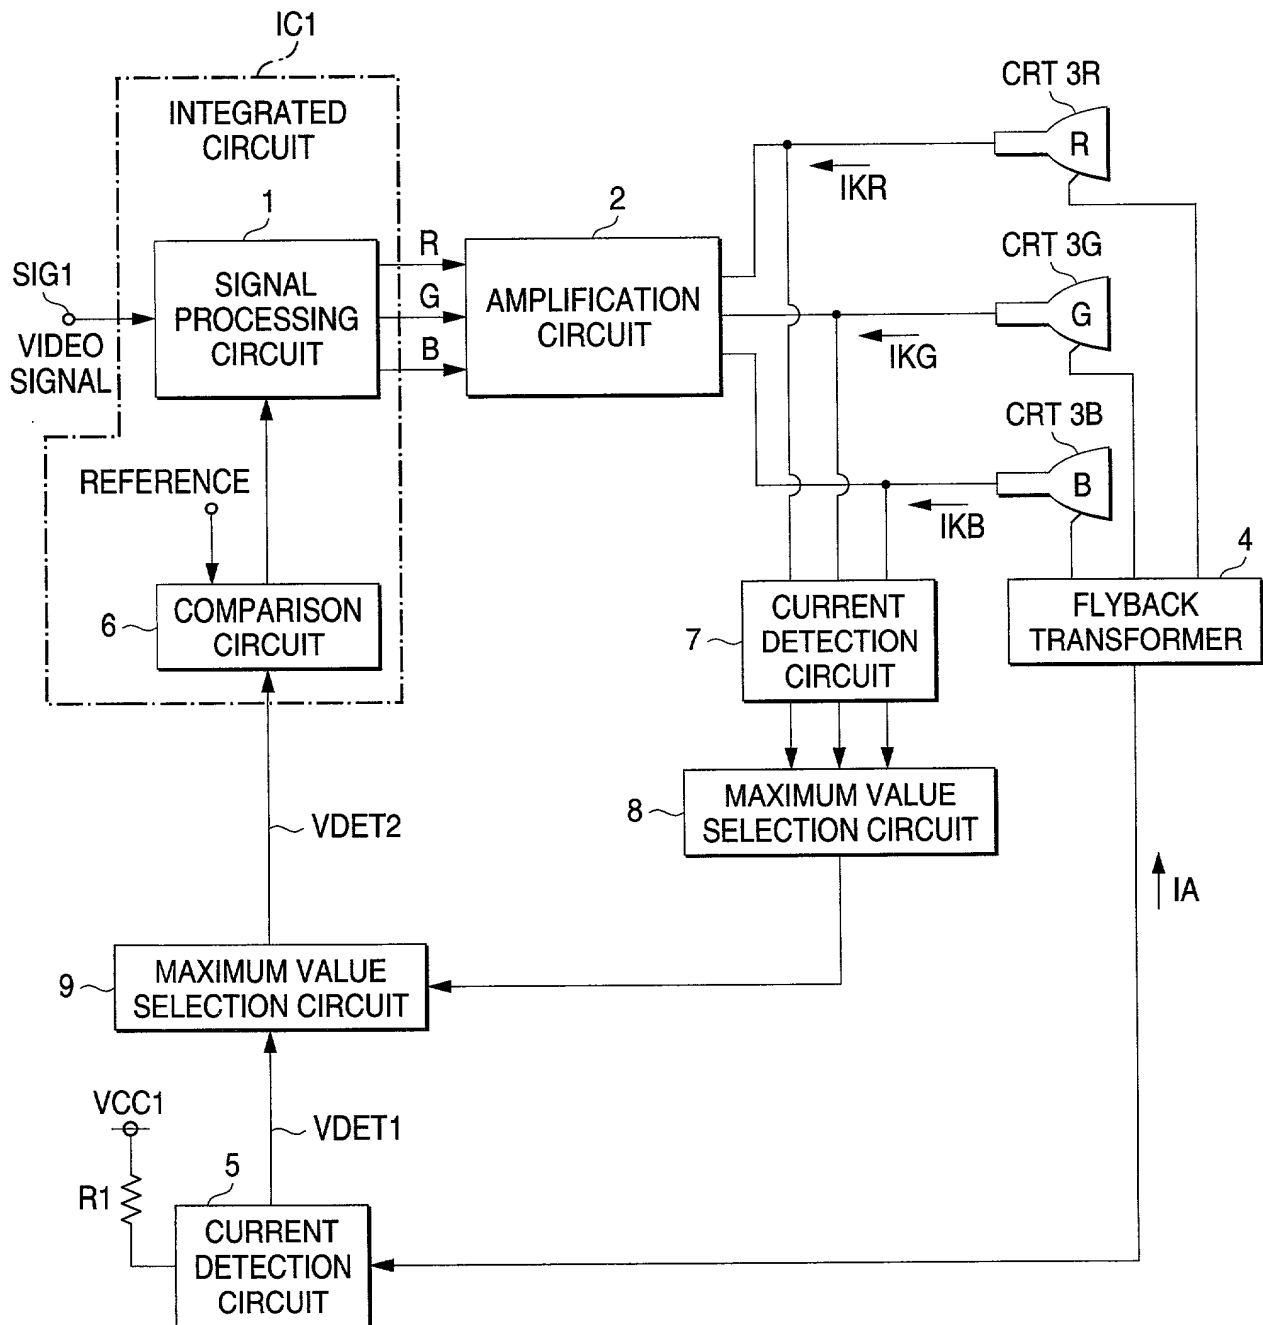 IC1
INTEGRATED
CIRCUIT
CRT 3R
R
IKR
1
2
SIG1
VIDEO
SIGNAL
SIGNAL
PROCESSING
CIRCUIT
R
G
B
AMPLIFICATION
CIRCUIT
CRT 3G
G
IKG
CRT 3B
B
IKB
REFERENCE
6
COMPARISON
CIRCUIT
7
CURRENT
DETECTION
CIRCUIT
4
FLYBACK
TRANSFORMER
8
MAXIMUM VALUE
SELECTION CIRCUIT
VDET2
IA
9
MAXIMUM VALUE
SELECTION CIRCUIT
VCC1
VDET1
R1
5
CURRENT
DETECTION
CIRCUIT